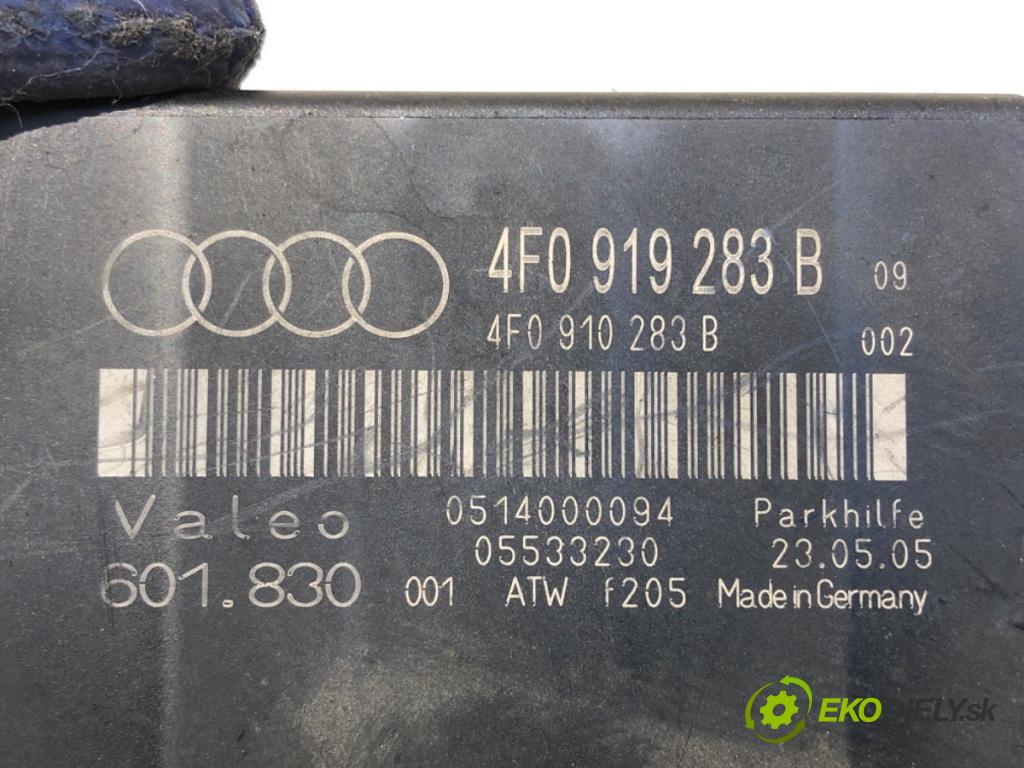 4F0 919 283 B 09
4F0 910 283 B 002
Valeo 0514000094 Parkhilfe
05533230 23.05.05
601.830 001 ATW f205 Made in Germany
EKODIELY.sk